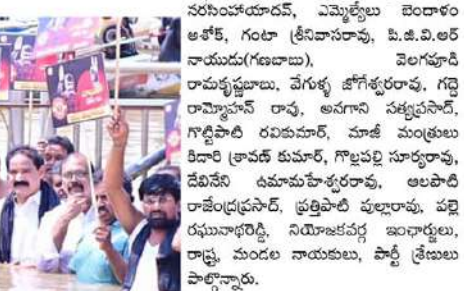 నరసింహాయాదవ్, ఎమ్మెల్యేలు బెందాళం
అశోక్, గంటా శ్రీనివాసరావు, పి.జి.వి.ఆర్
నాయుడు(గణబాబు), వెలగపూడి
రామకృష్ణబాబు, వేగుళ్ళ జోగేశ్వరరావు, గద్దె
రామ్మోహన్ రావు, అనగాని సత్యప్రసాద్,
గొట్టిపాటి రవికుమార్, మాజీ మంత్రులు
కిదారి శ్రావణ్ కుమార్, గొల్లపల్లి సూర్యరావు,
దేవినేని ఉమామహేశ్వరరావు, ఆలపాటి
రాజేంద్రప్రసాద్, ప్రత్తిపాటి పుల్లారావు, పల్లె
రఘునాథరెడ్డి, నియోజకవర్గ ఇంఛార్జులు,
రాష్ట్ర, మండల నాయకులు, పార్టీ శ్రేణులు
పాల్గొన్నారు.